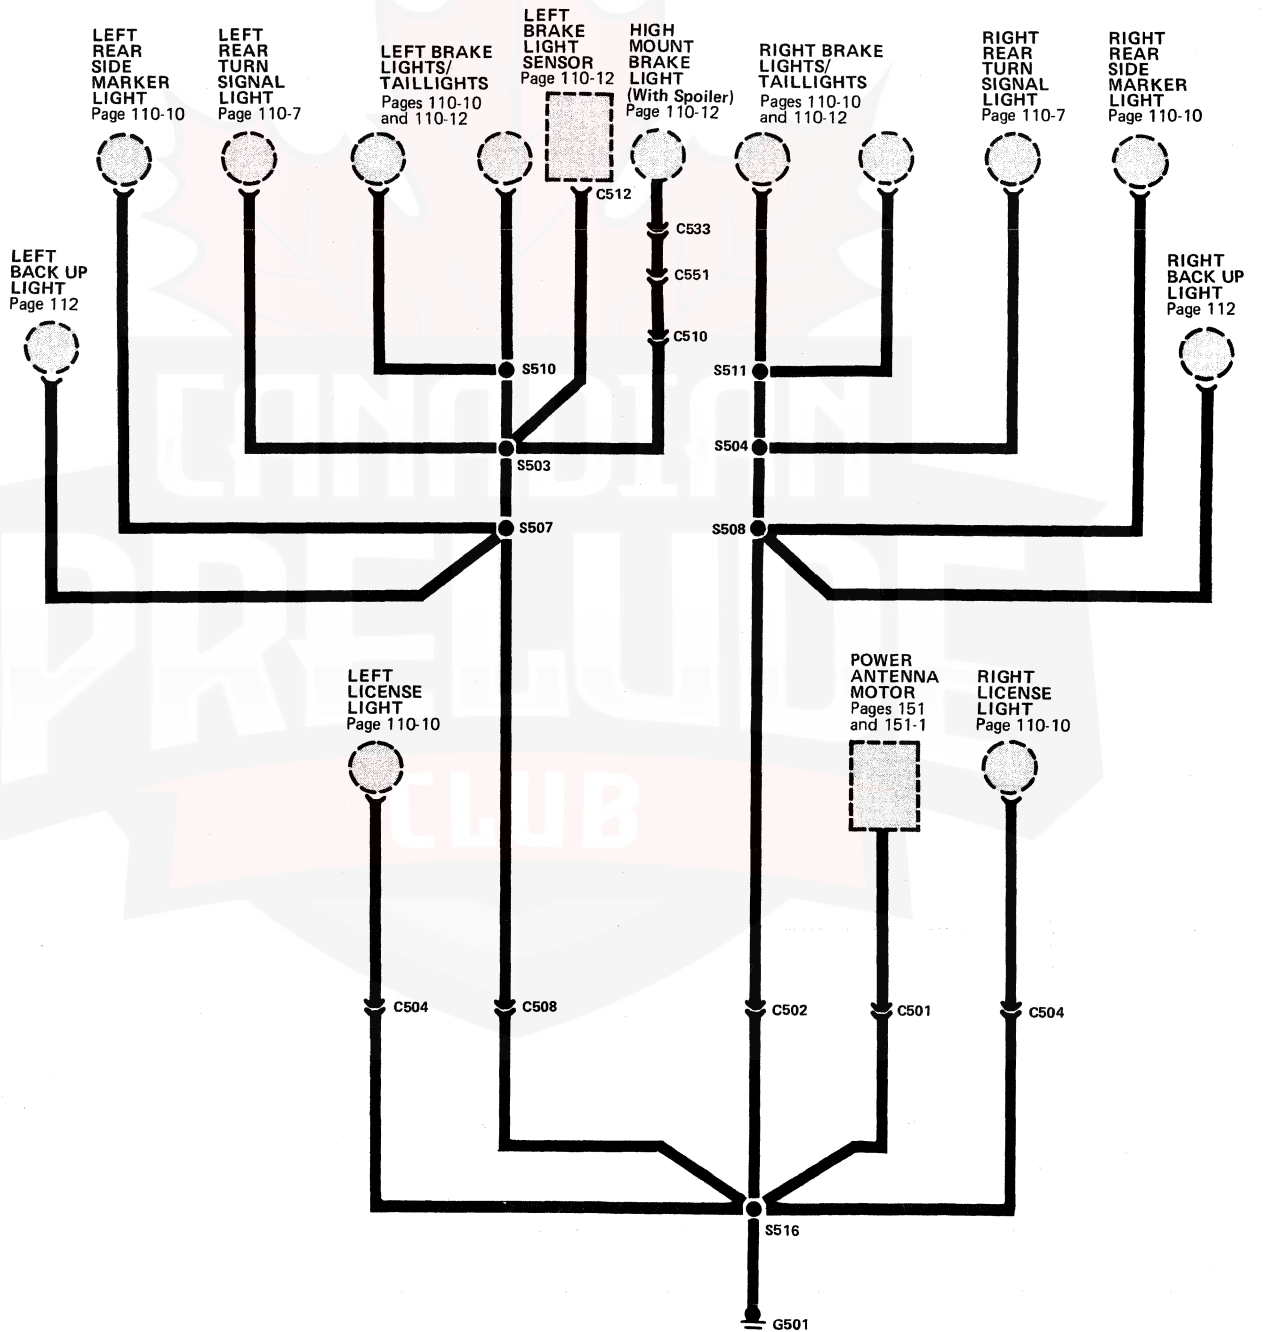 LEFT
REAR
SIDE
MARKER
LIGHT
Page 110-10
LEFT
REAR
TURN
SIGNAL
LIGHT
Page 110-7
LEFT BRAKE
LIGHTS/
TAILLIGHTS
Pages 110-10
and 110-12
LEFT
BRAKE
LIGHT
SENSOR
Page 110-12
HIGH
MOUNT
BRAKE
LIGHT
(With Spoiler)
Page 110-12
RIGHT BRAKE
LIGHTS/
TAILLIGHTS
Pages 110-10
and 110-12
RIGHT
REAR
TURN
SIGNAL
LIGHT
Page 110-7
RIGHT
REAR
SIDE
MARKER
LIGHT
Page 110-10
C512
C533
C551
C510
LEFT
BACK UP
LIGHT
Page 112
RIGHT
BACK UP
LIGHT
Page 112
S510
S511
S503
S504
S507
S508
CANADIAN
PRELUDE
CLUB
LEFT
LICENSE
LIGHT
Page 110-10
POWER
ANTENNA
MOTOR
Pages 151
and 151-1
RIGHT
LICENSE
LIGHT
Page 110-10
C504
C508
C502
C501
C504
S516
G501